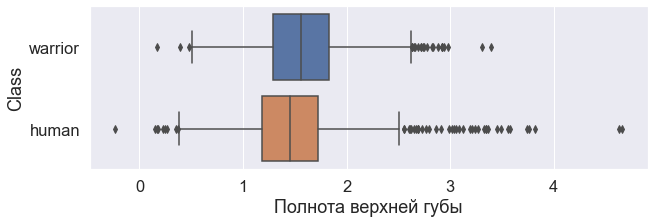 warrior
human
Class
0 1 2 3 4
Полнота верхней губы